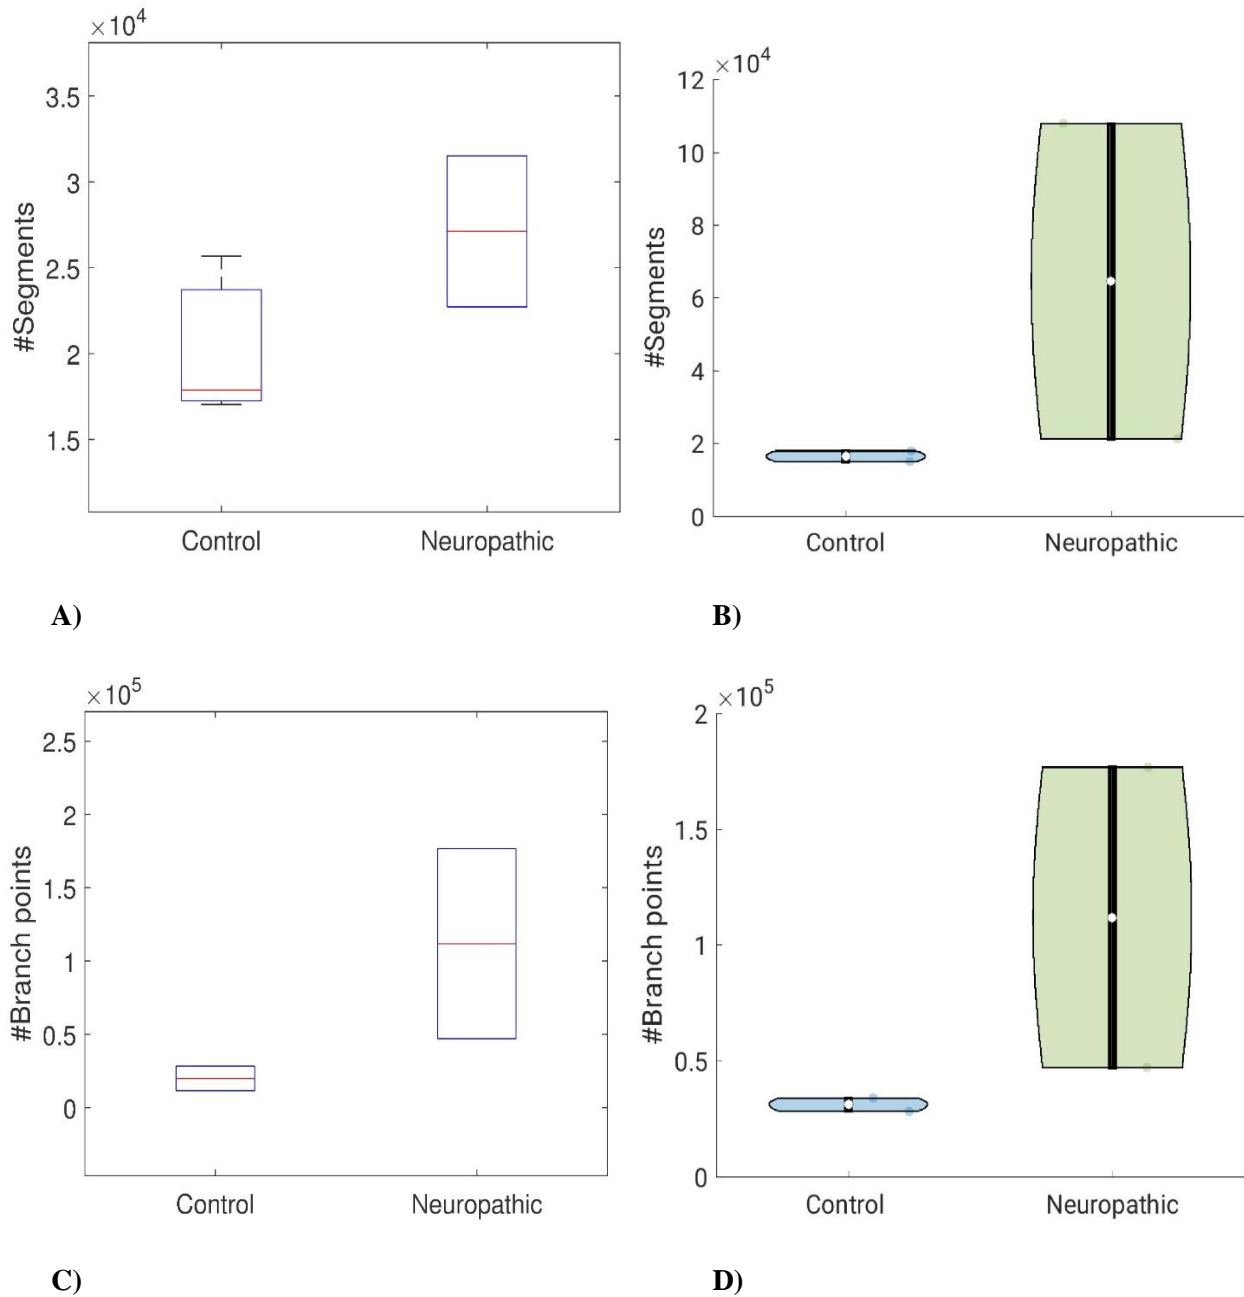 ×10^4
3.5
3
2.5
2
1.5
#Segments
Control Neuropathic
A)
×10^4
12
10
8
6
4
2
0
#Segments
Control Neuropathic
B)
×10^5
2.5
2
1.5
1
0.5
0
#Branch points
Control Neuropathic
C)
×10^5
2
1.5
1
0.5
0
#Branch points
Control Neuropathic
D)